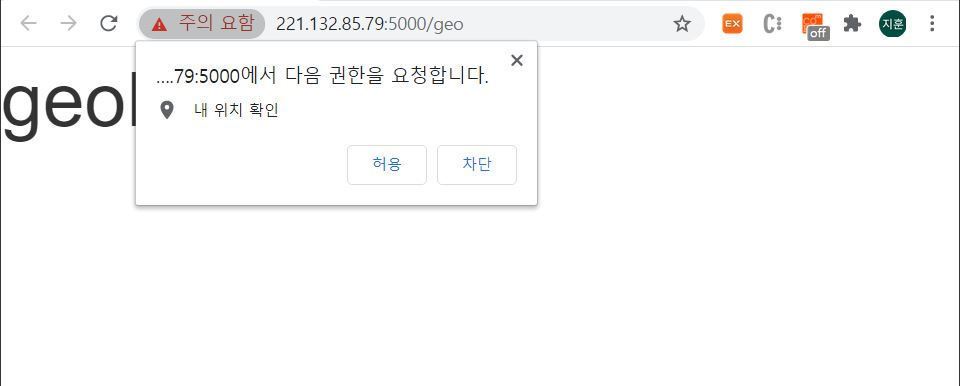 주의 요함 221.132.85.79:5000/geo
EX
C
off
지훈
....79:5000에서 다음 권한을 요청합니다.
내 위치 확인
허용 차단
geol